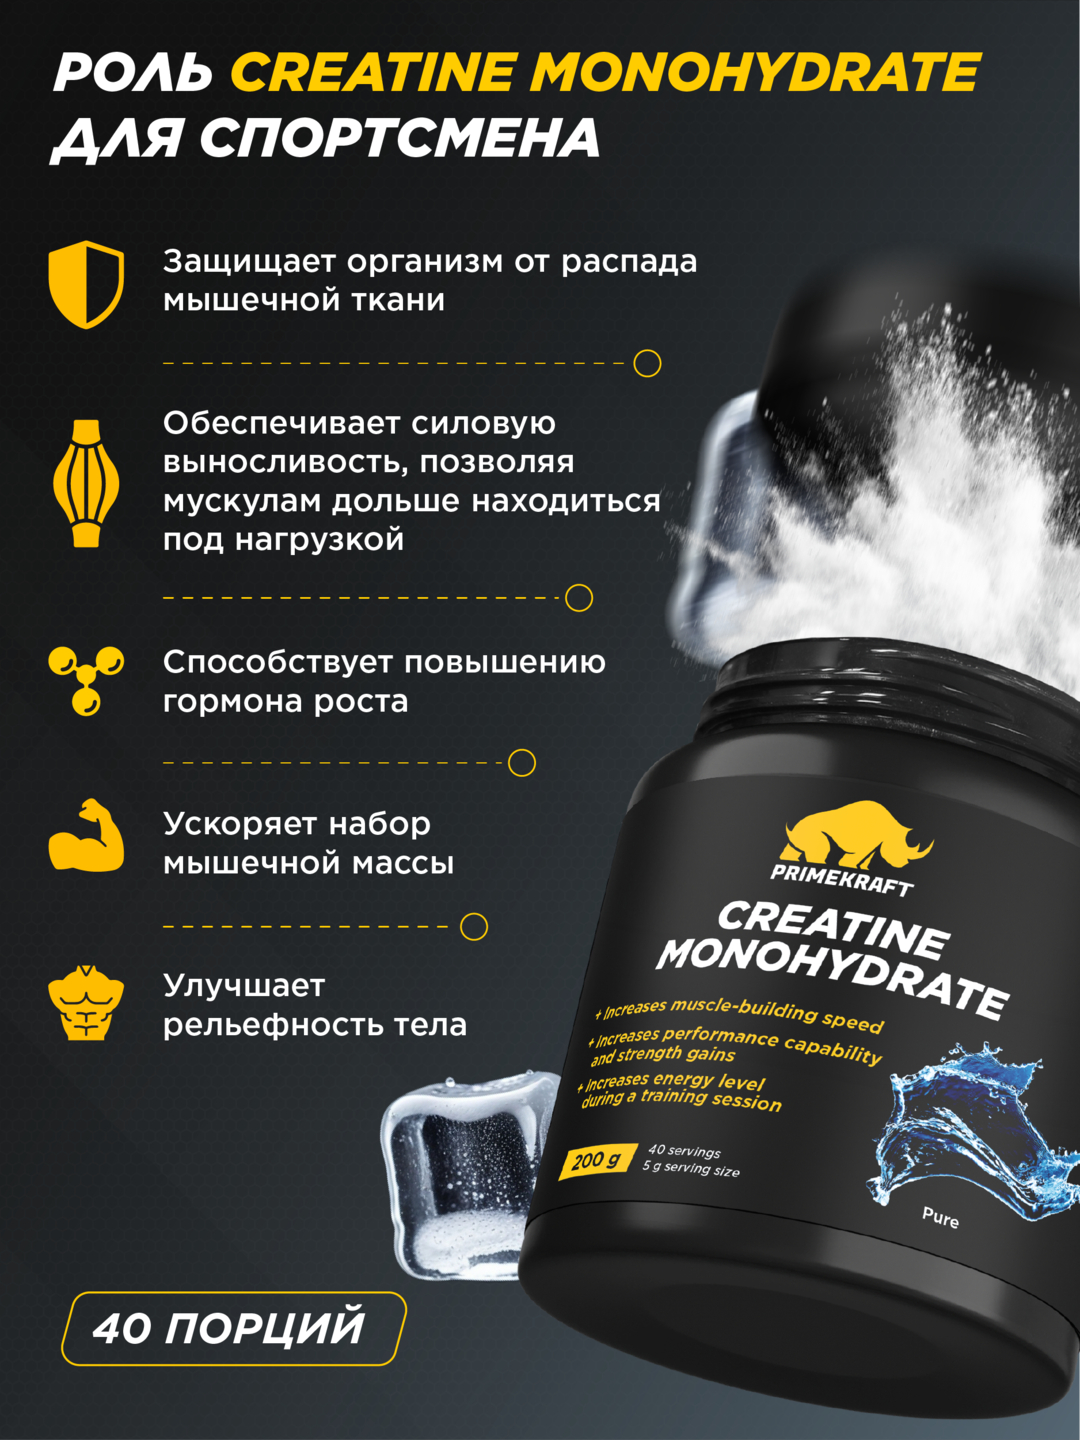 РОЛЬ CREATINE MONOHYDRATE
ДЛЯ СПОРТСМЕНА
Защищает организм от распада
мышечной ткани
Обеспечивает силовую
выносливость, позволяя
мускулам дольше находиться
под нагрузкой
Способствует повышению
гормона роста
Ускоряет набор
мышечной массы
Улучшает
рельефность тела
40 ПОРЦИЙ
PRIMEKRAFT
CREATINE
MONOHYDRATE
+ Increases muscle-building speed
+ Increases performance capability
and strength gains
+ Increases energy level
during a training session
200 g
40 servings
5 g serving size
Pure